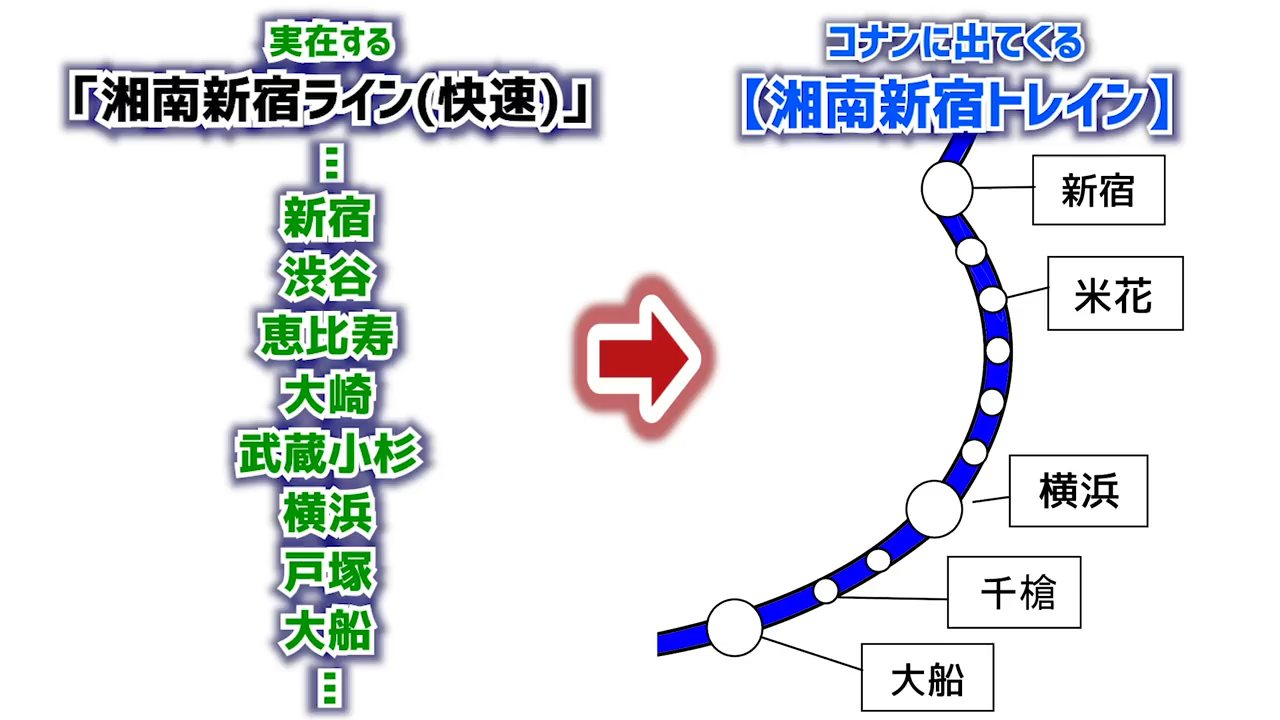 実在する
「湘南新宿ライン(快速)」
⋮
新宿
渋谷
恵比寿
大崎
武蔵小杉
横浜
戸塚
大船
⋮
コナンに出てくる
【湘南新宿トレイン】
新宿
米花
横浜
千槍
大船